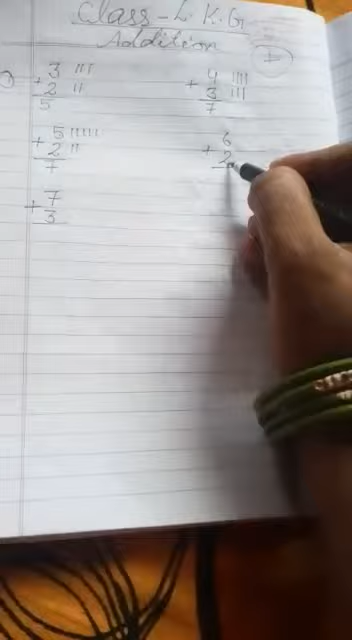 Class - L.K.G
Addition
3 III
+ 2 II
5
4 IIII
+ 3 III
7
5 IIIII
+ 2 II
7
6
+ 2
7
+ 3